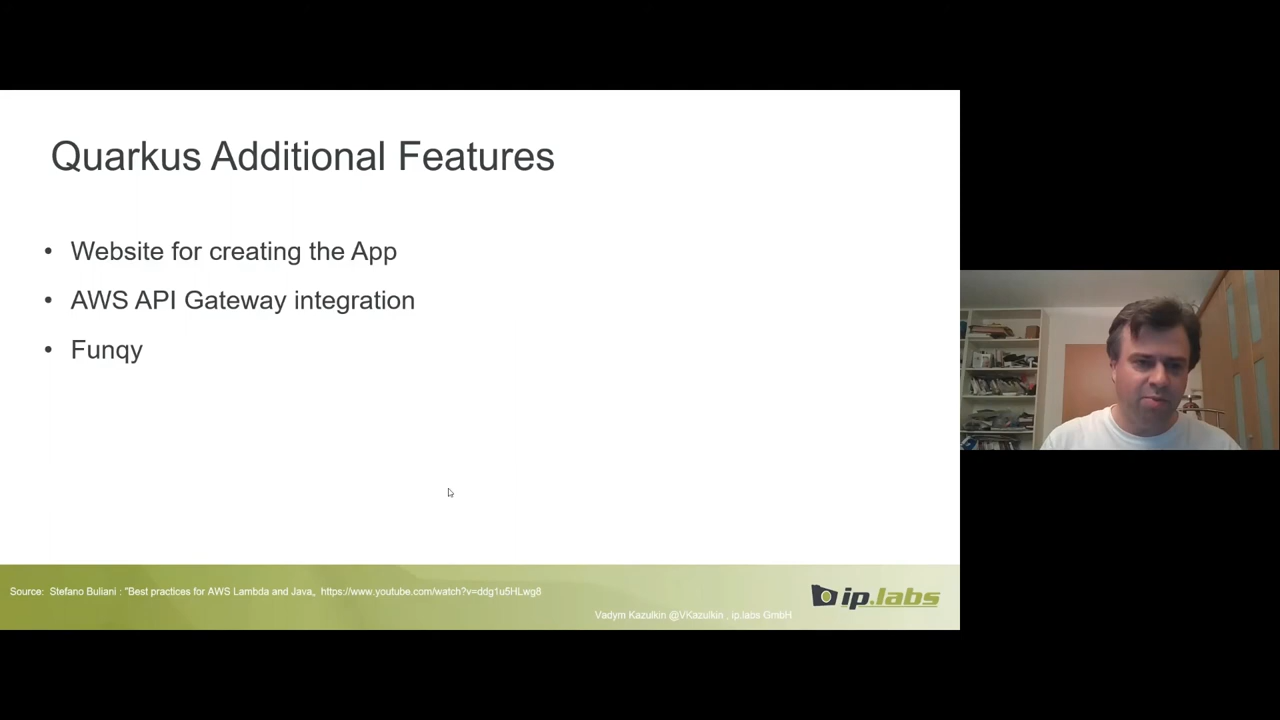 Quarkus Additional Features
• Website for creating the App
• AWS API Gateway integration
• Funqy
Source: Stefano Buliani : "Best practices for AWS Lambda and Java„ https://www.youtube.com/watch?v=ddg1u5HLwg8
ip.labs
Vadym Kazulkin @VKazulkin , ip.labs GmbH